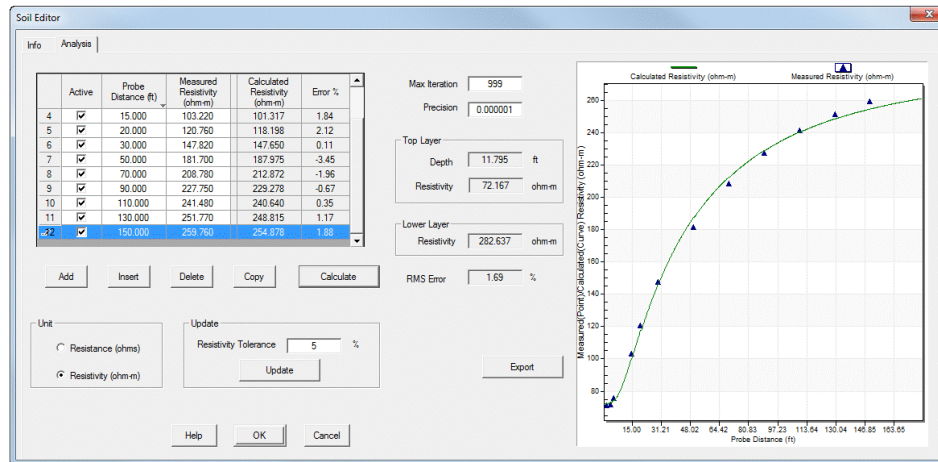 Soil Editor
Info Analysis
Active Probe Distance (ft) Measured Resistivity (ohm-m) Calculated Resistivity (ohm-m) Error %
4 15.000 103.220 101.317 1.84
5 20.000 120.760 118.198 2.12
6 30.000 147.820 147.650 0.11
7 50.000 181.700 187.975 -3.45
8 70.000 208.780 212.872 -1.96
9 90.000 227.750 229.278 -0.67
10 110.000 241.480 240.640 0.35
11 130.000 251.770 248.815 1.17
12 150.000 259.760 254.878 1.88
Add Insert Delete Copy Calculate
Unit
Resistance (ohms)
Resistivity (ohm-m)
Update
Resistivity Tolerance 5 %
Update
Help OK Cancel
Max Iteration 999
Precision 0.000001
Top Layer
Depth 11.795 ft
Resistivity 72.167 ohm-m
Lower Layer
Resistivity 282.637 ohm-m
RMS Error 1.69 %
Export
Calculated Resistivity (ohm-m) Measured Resistivity (ohm-m)
Measured(Point)/Calculated(Curve) Resistivity (ohm-m)
260
240
220
200
180
160
140
120
100
80
15.00 31.21 48.02 64.42 80.83 97.23 113.64 130.04 146.85 163.65
Probe Distance (ft)